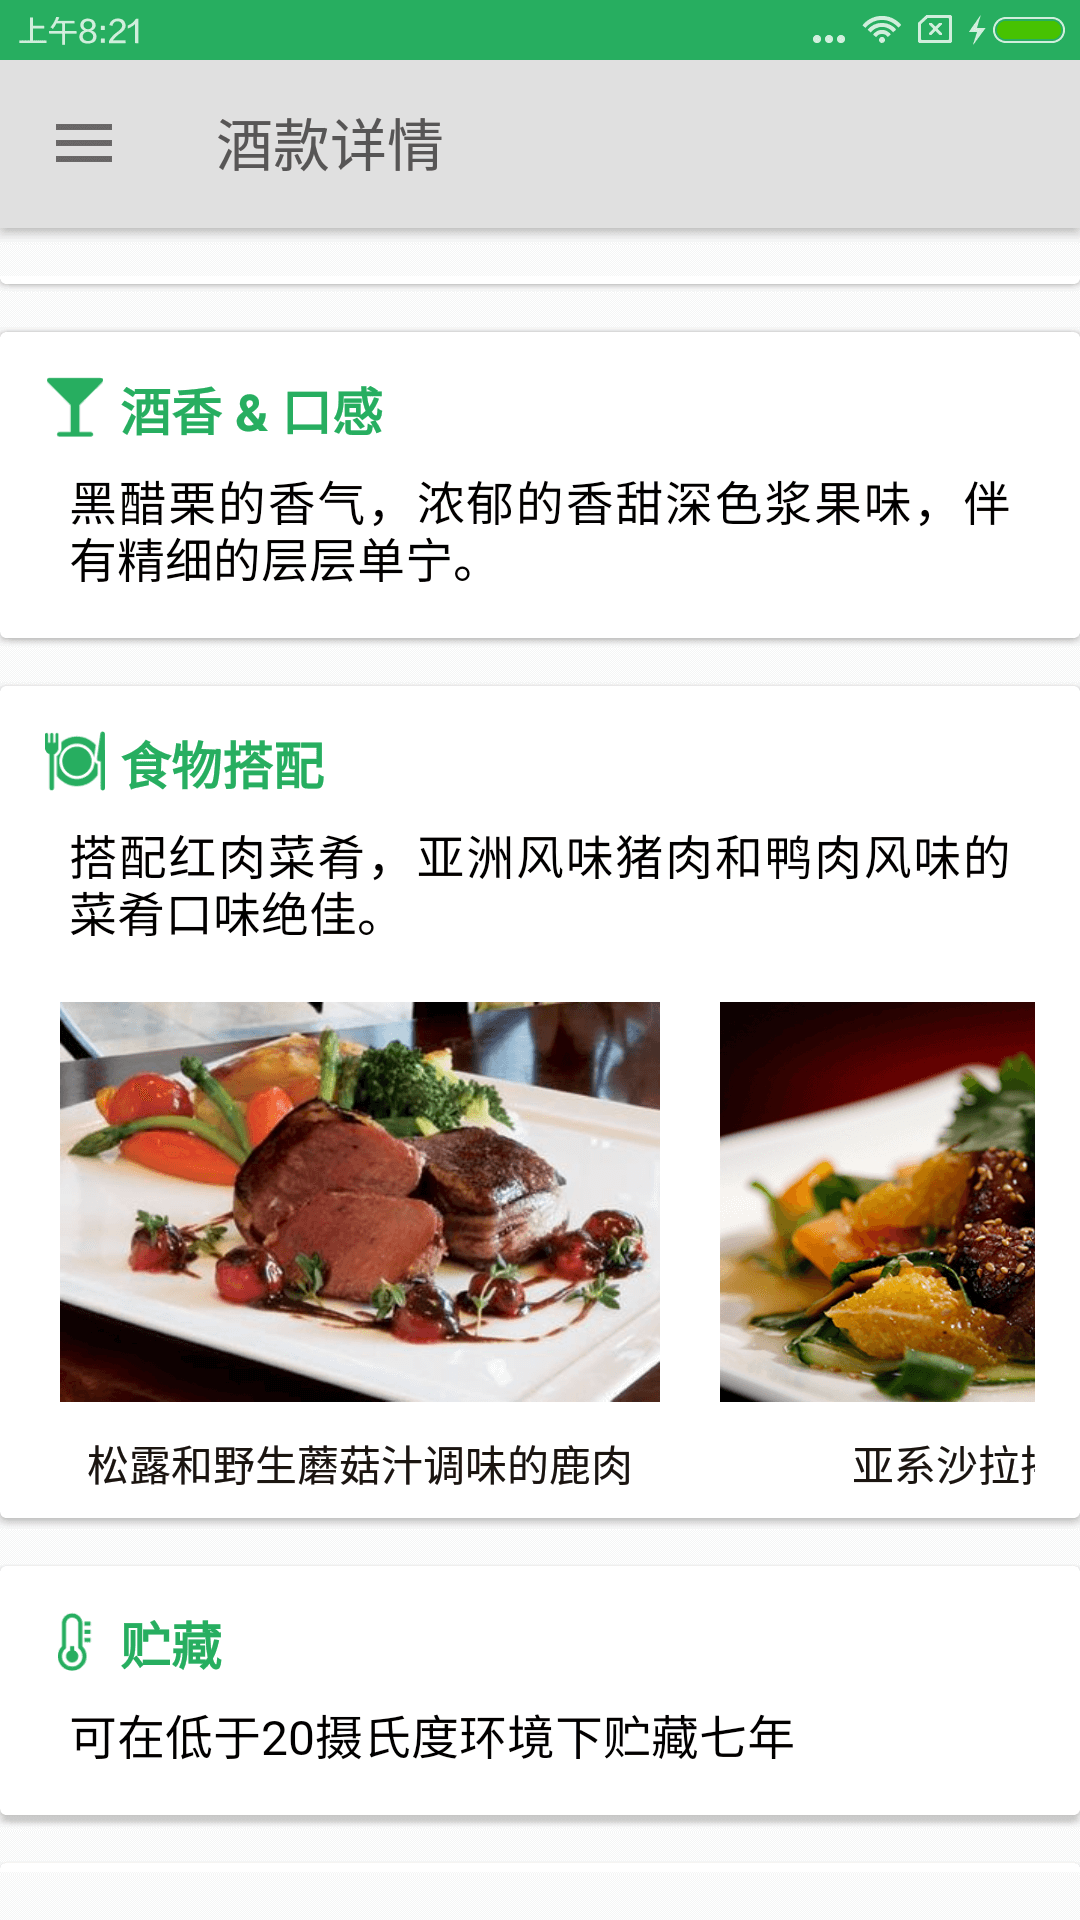 上午8:21
酒款详情
酒香 & 口感
黑醋栗的香气，浓郁的香甜深色浆果味，伴
有精细的层层单宁。
食物搭配
搭配红肉菜肴，亚洲风味猪肉和鸭肉风味的
菜肴口味绝佳。
松露和野生蘑菇汁调味的鹿肉
亚系沙拉
贮藏
可在低于20摄氏度环境下贮藏七年